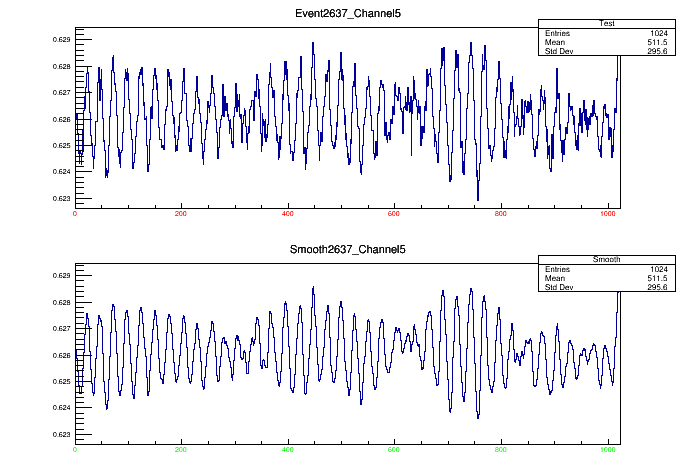 Event2637_Channel5
Test
Entries 1024
Mean 511.5
Std Dev 295.6
0.629
0.628
0.627
0.626
0.625
0.624
0.623
0 200 400 600 800 1000
Smooth2637_Channel5
Smooth
Entries 1024
Mean 511.5
Std Dev 295.6
0.629
0.628
0.627
0.626
0.625
0.624
0.623
0 200 400 600 800 1000